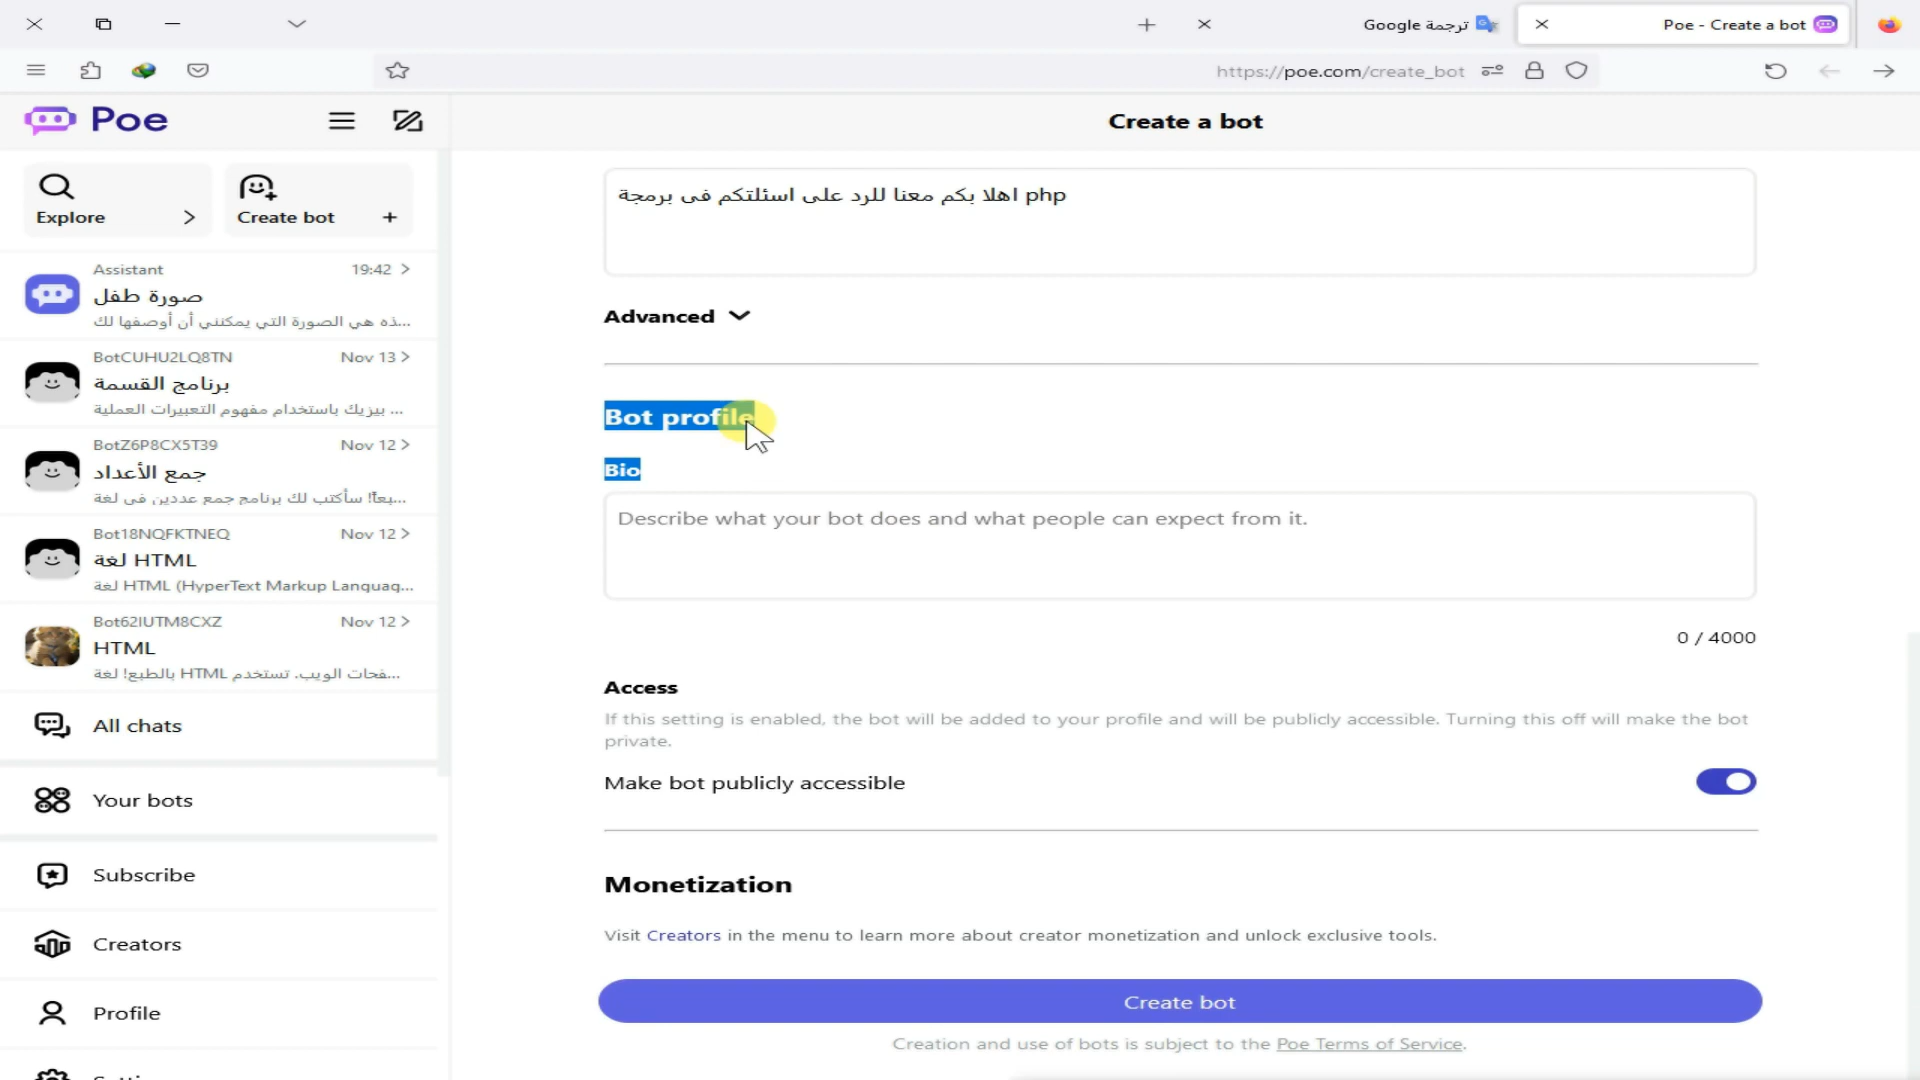 ترجمة Google
Poe - Create a bot
https://poe.com/create_bot
Poe
Explore
Create bot
Assistant 19:42
صورة طفل
...ذه هي الصورة التي يمكنني أن أوصفها لك
BotCUHU2LQ8TN Nov 13
برنامج القسمة
بيزيك باستخدام مفهوم التعبيرات العملية ...
BotZ6P8CX5T39 Nov 12
جمع الأعداد
...بعاً! سأكتب لك برنامج جمع عددين في لغة
Bot18NQFKTNEQ Nov 12
لغة HTML
لغة HTML (HyperText Markup Languag...
Bot62IUTM8CXZ Nov 12
HTML
...فحات الويب. تستخدم HTML بالطبع! لغة
All chats
Your bots
Subscribe
Creators
Profile
Create a bot
اهلا بكم معنا للرد على اسئلتكم فى برمجة php
Advanced
Bot profile
Bio
Describe what your bot does and what people can expect from it.
0 / 4000
Access
If this setting is enabled, the bot will be added to your profile and will be publicly accessible. Turning this off will make the bot
private.
Make bot publicly accessible
Monetization
Visit Creators in the menu to learn more about creator monetization and unlock exclusive tools.
Create bot
Creation and use of bots is subject to the Poe Terms of Service.